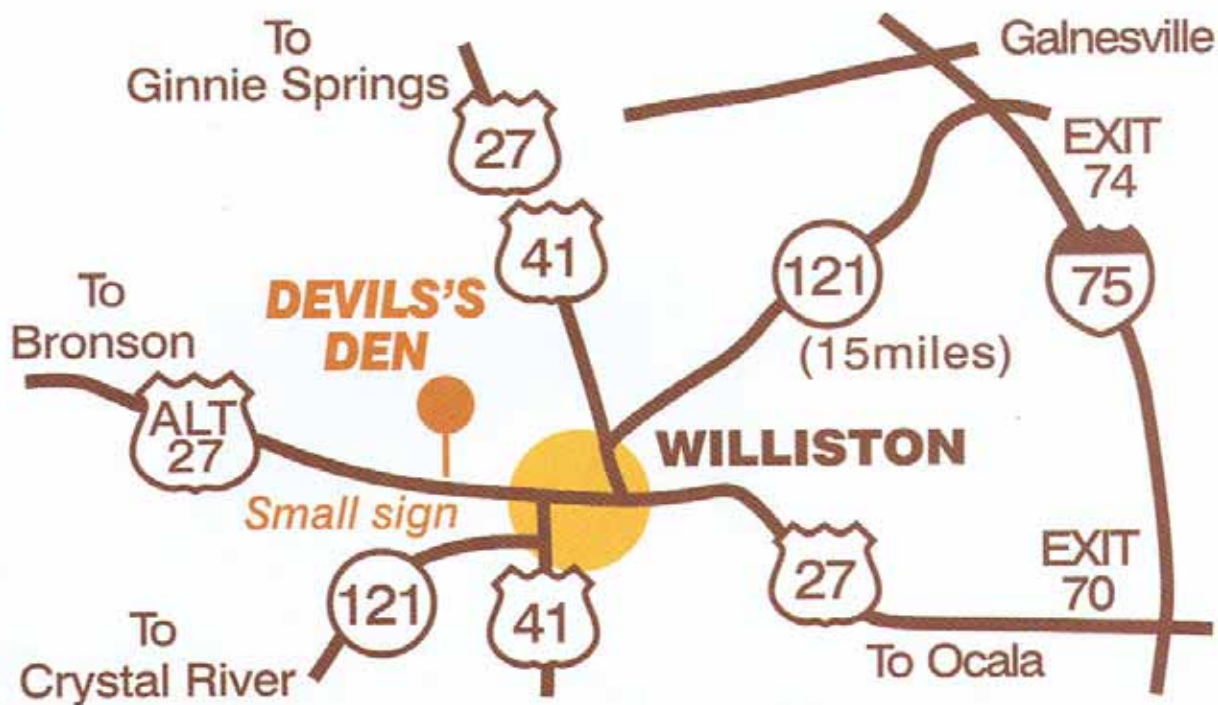 To
Ginnie Springs
27
41
Galnesville
EXIT
74
75
121
(15miles)
To
Bronson
ALT
27
DEVILS'S
DEN
Small sign
WILLISTON
27
EXIT
70
To Ocala
121
41
To
Crystal River